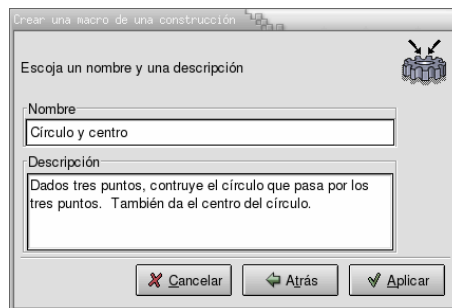 Crear una macro de una construcción
Escoja un nombre y una descripción
Nombre
Círculo y centro
Descripción
Dados tres puntos, contruye el círculo que pasa por los
tres puntos. También da el centro del círculo.
Cancelar
Atrás
Aplicar